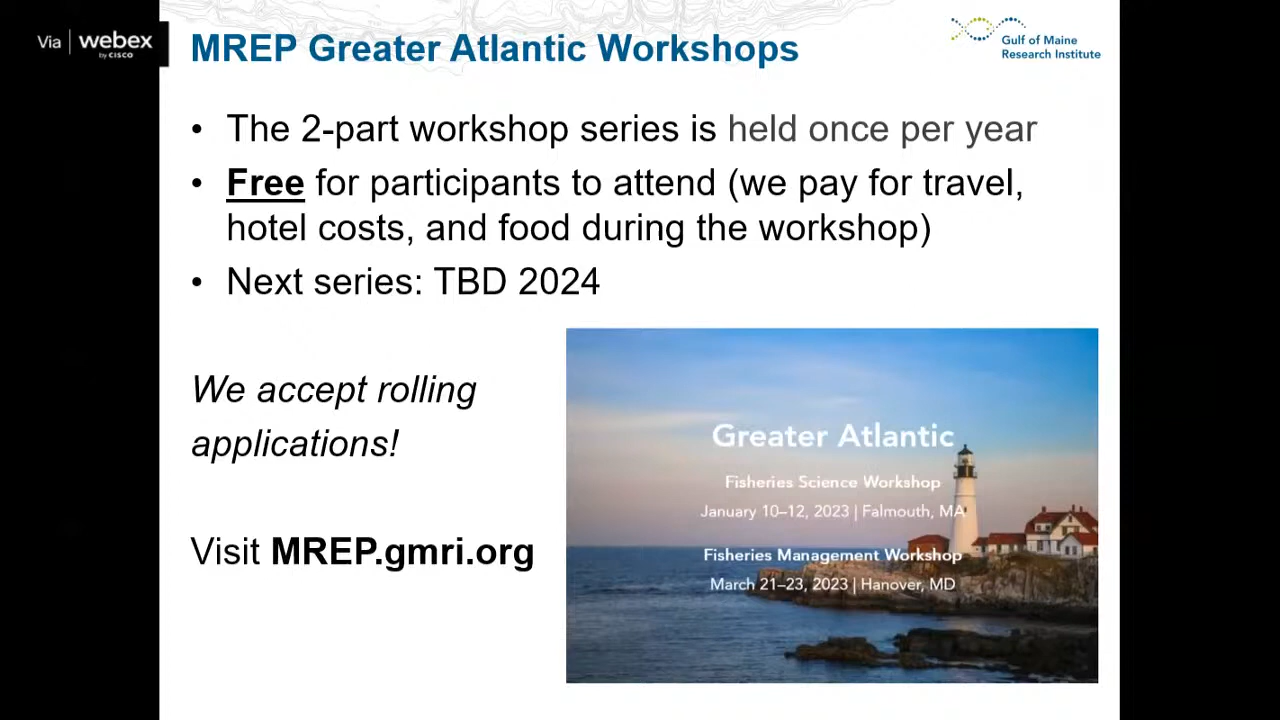 Via | webex
by CISCO
MREP Greater Atlantic Workshops
Gulf of Maine
Research Institute
• The 2-part workshop series is held once per year
• Free for participants to attend (we pay for travel,
hotel costs, and food during the workshop)
• Next series: TBD 2024
We accept rolling
applications!
Visit MREP.gmri.org
Greater Atlantic
Fisheries Science Workshop
January 10–12, 2023 | Falmouth, MA
Fisheries Management Workshop
March 21–23, 2023 | Hanover, MD